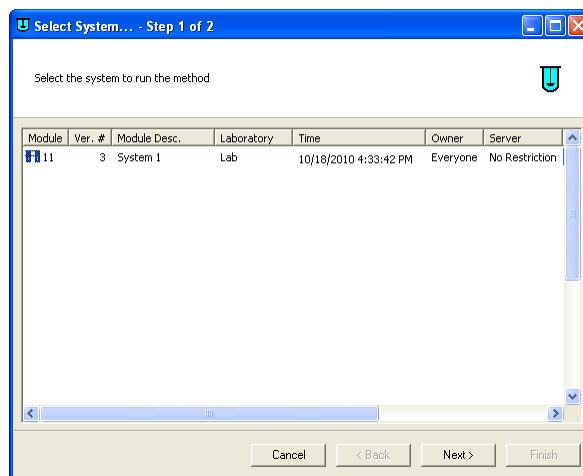 Select System... - Step 1 of 2
Select the system to run the method
Module Ver. # Module Desc. Laboratory Time Owner Server
11 3 System 1 Lab 10/18/2010 4:33:42 PM Everyone No Restriction
Cancel < Back Next > Finish